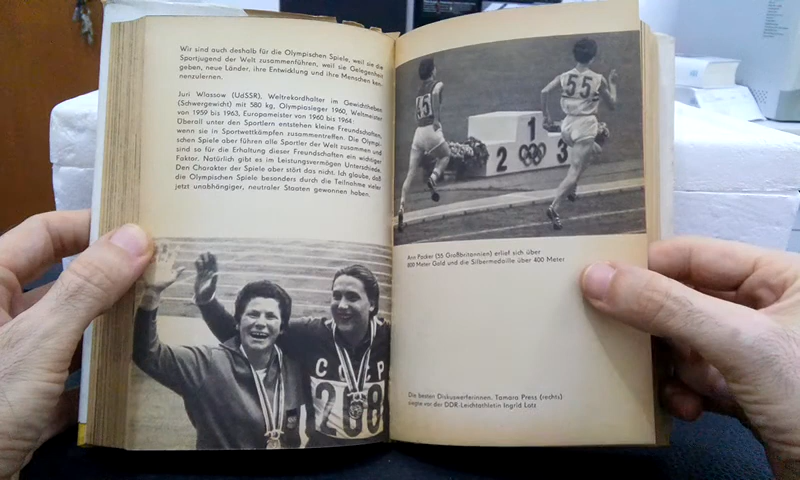 Wir sind auch deshalb für die Olympischen Spiele, weil sie die
Sportjugend der Welt zusammenführen, weil sie Gelegenheit
geben, neue Länder, ihre Entwicklung und ihre Menschen ken-
nenzulernen.
Juri Wlassow (UdSSR), Weltrekordhalter im Gewichtheben
(Schwergewicht) mit 580 kg, Olympiasieger 1960, Weltmeister
von 1959 bis 1963, Europameister von 1960 bis 1964:
Überall unter den Sportlern entstehen kleine Freundschaften,
wenn sie in Sportwettkämpfen zusammentreffen. Die Olympi-
schen Spiele aber führen alle Sportler der Welt zusammen und
sind so für die Erhaltung dieser Freundschaften ein wichtiger
Faktor. Natürlich gibt es im Leistungsvermögen Unterschiede.
Den Charakter der Spiele aber stört das nicht. Ich glaube, daß
die Olympischen Spiele besonders durch die Teilnahme vieler
jetzt unabhängiger, neutraler Staaten gewonnen haben.
CCCP
208
45
55
1
2 3
Ann Packer (55 Großbritannien) erlief sich über
800 Meter Gold und die Silbermedaille über 400 Meter
Die besten Diskuswerferinnen. Tamara Press (rechts)
siegte vor der DDR-Leichtathletin Ingrid Lotz